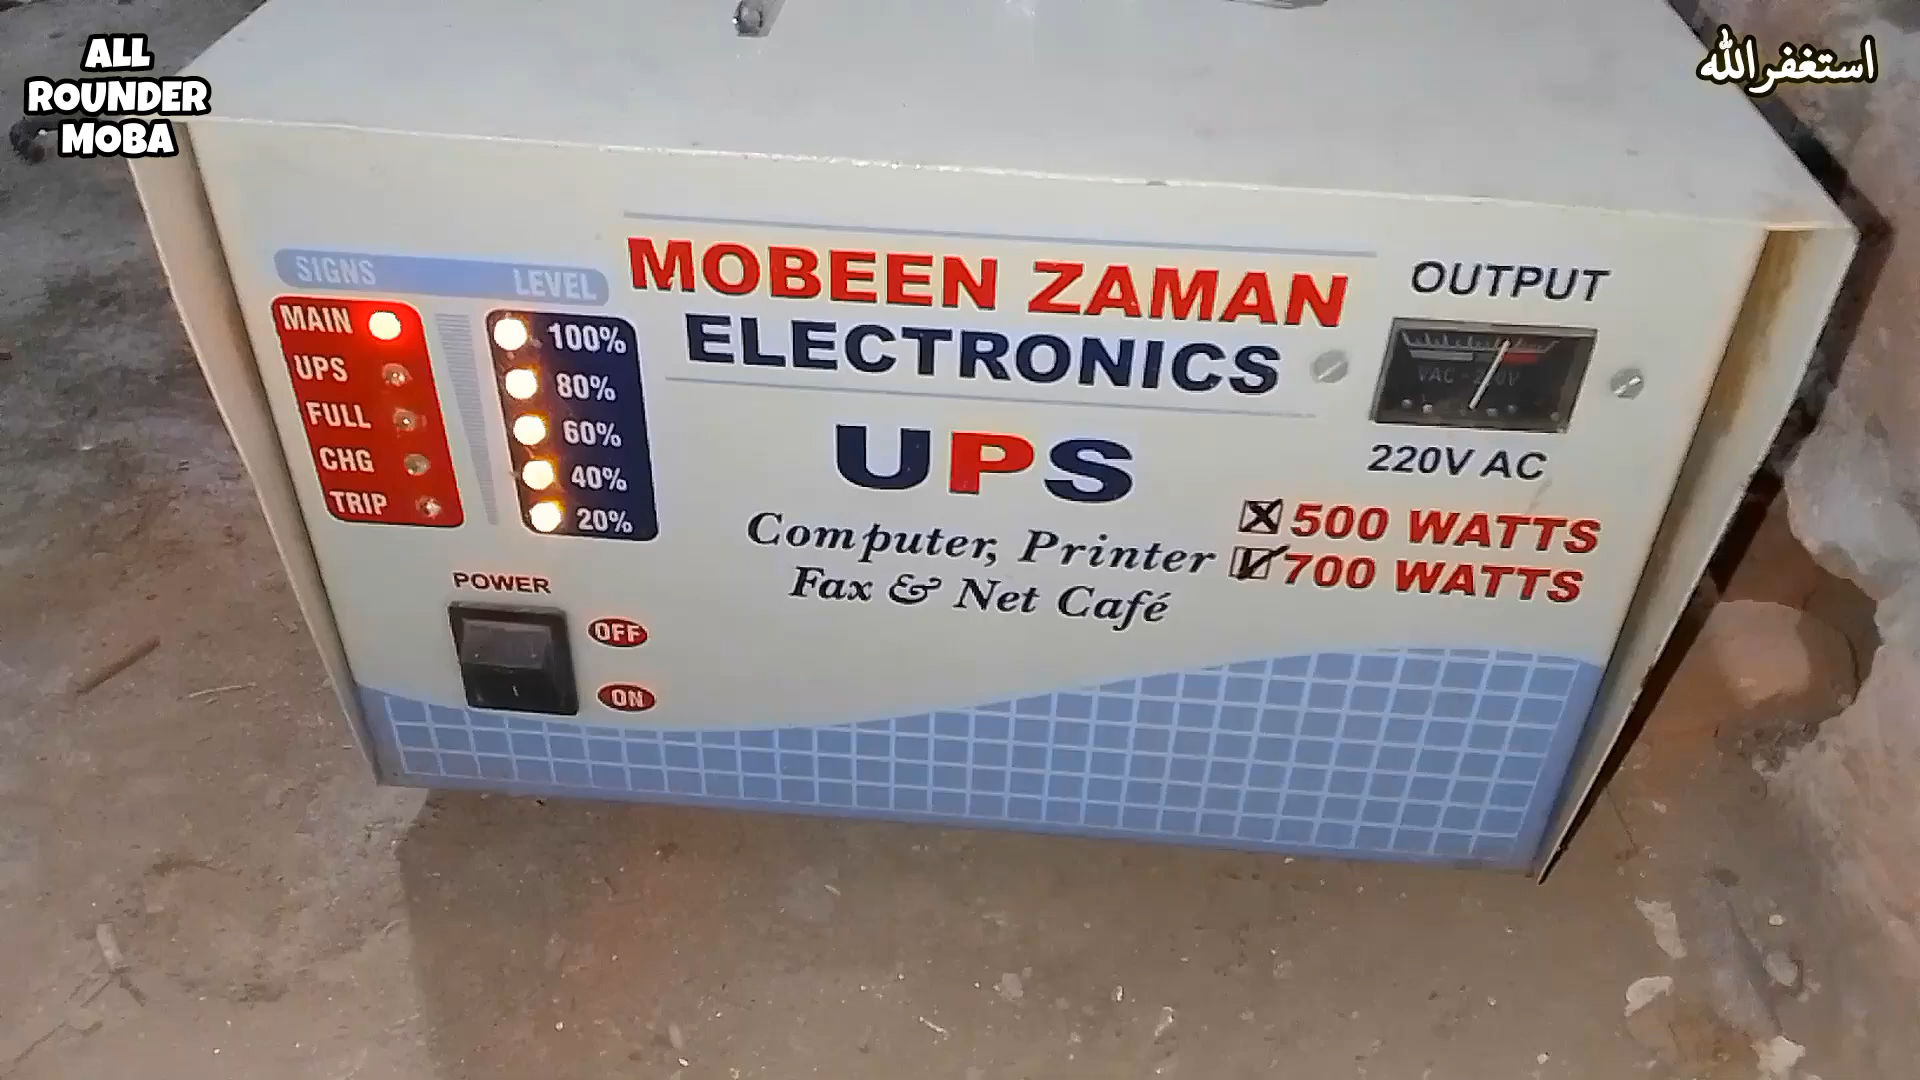 ALL
ROUNDER
MOBA
استغفرالله
SIGNS
LEVEL
MAIN
UPS
FULL
CHG
TRIP
100%
80%
60%
40%
20%
MOBEEN ZAMAN
ELECTRONICS
UPS
Computer, Printer
Fax & Net Café
OUTPUT
220V AC
500 WATTS
700 WATTS
POWER
OFF
ON